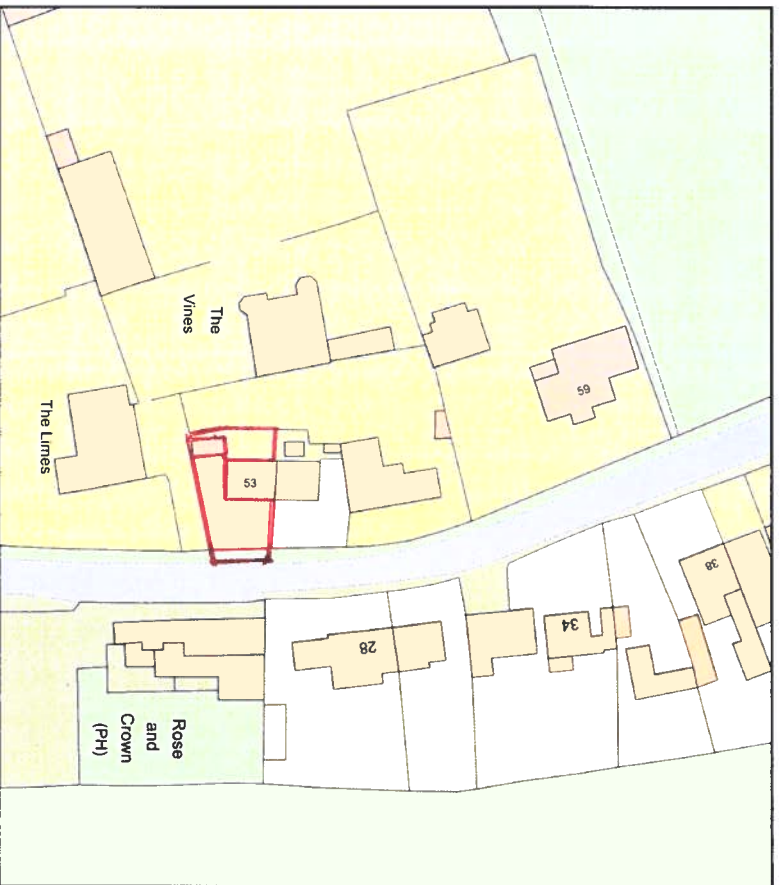 59
The
Vines
The Limes
53
38
34
28
Rose
and
Crown
(PH)